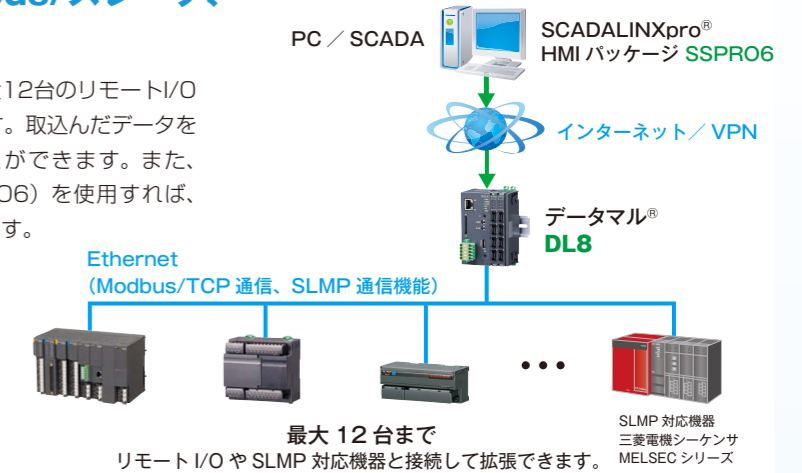 PC ／ SCADA
SCADALINXpro®
HMI パッケージ SSPRO6
12台のリモートI/O
。取込んだデータを
ができます。また、
06）を使用すれば、
す。
インターネット／ VPN
データマル®
DL8
Ethernet
（Modbus/TCP 通信、SLMP 通信機能）
最大 12 台まで
リモート I/O や SLMP 対応機器と接続して拡張できます。
SLMP 対応機器
三菱電機シーケンサ
MELSEC シリーズ